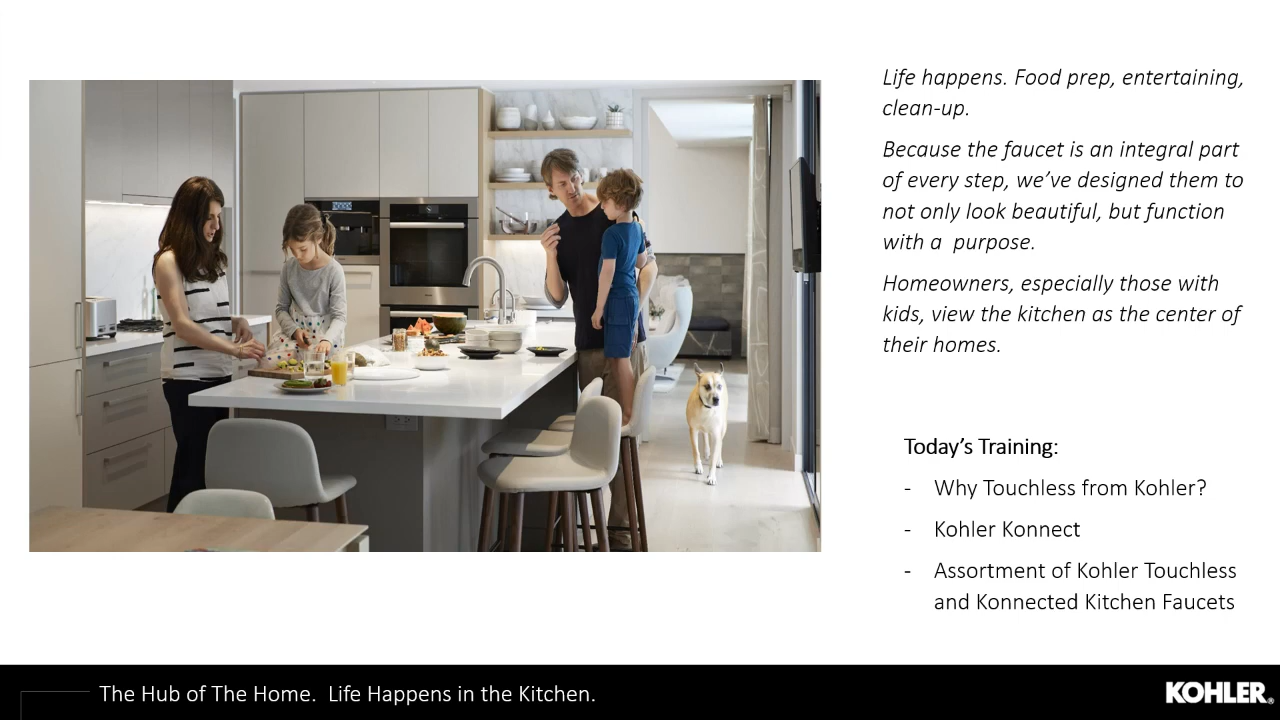 Life happens. Food prep, entertaining,
clean-up.
Because the faucet is an integral part
of every step, we’ve designed them to
not only look beautiful, but function
with a  purpose.
Homeowners, especially those with
kids, view the kitchen as the center of
their homes.
Today’s Training:
- Why Touchless from Kohler?
- Kohler Konnect
- Assortment of Kohler Touchless
and Konnected Kitchen Faucets
The Hub of The Home.  Life Happens in the Kitchen.
KOHLER®